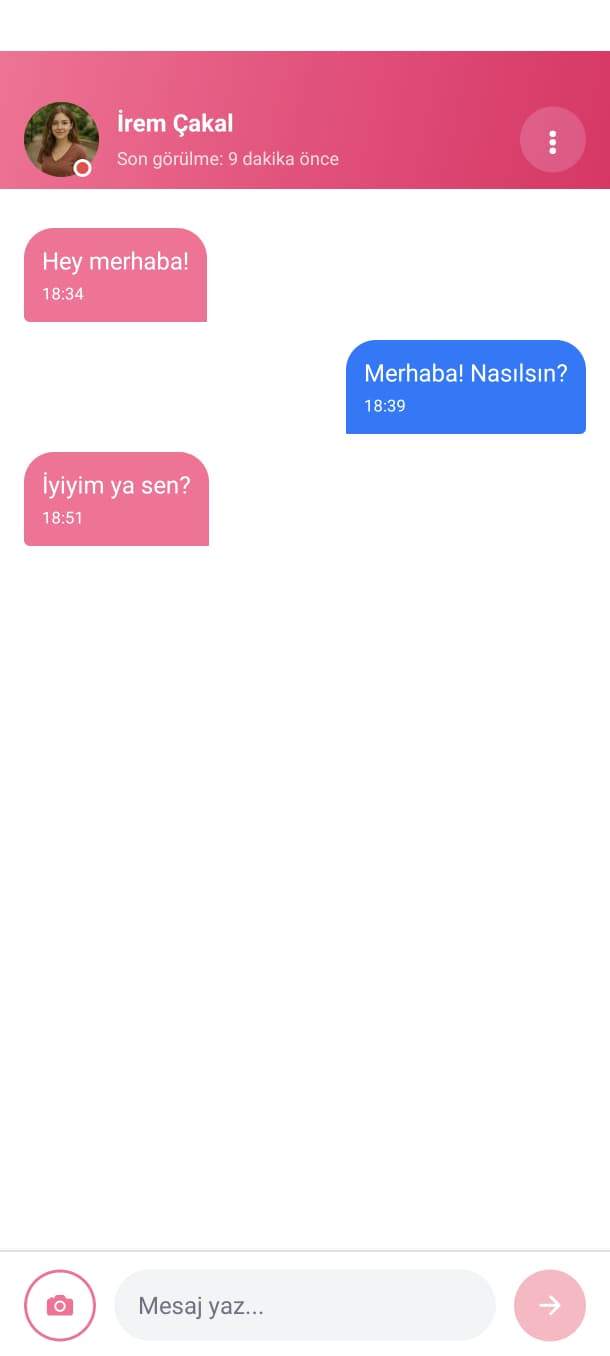 İrem Çakal
Son görülme: 9 dakika önce
Hey merhaba!
18:34
Merhaba! Nasılsın?
18:39
İyiyim ya sen?
18:51
Mesaj yaz...